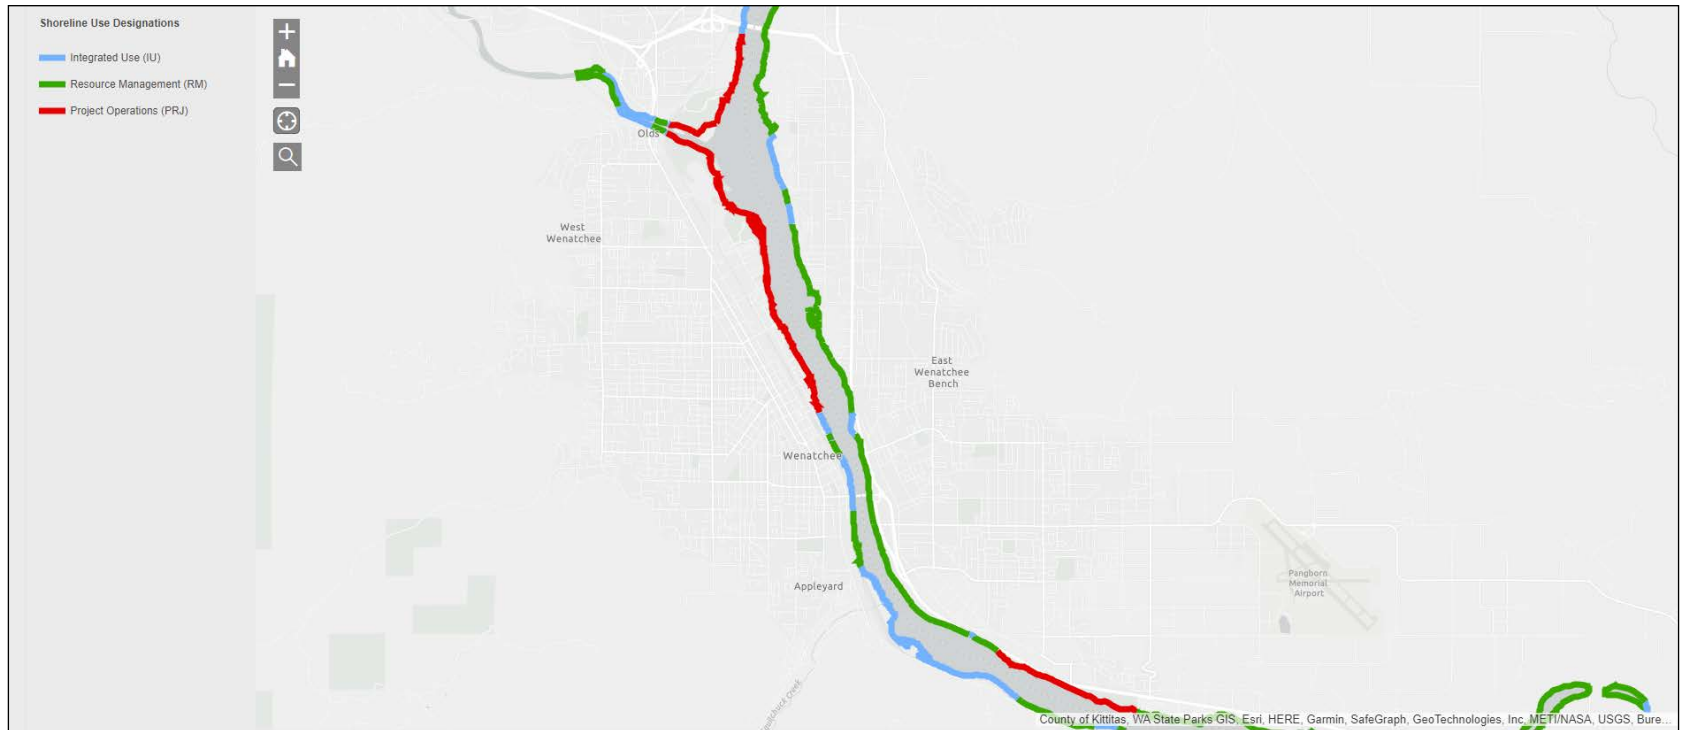 Shoreline Use Designations
Integrated Use (IU)
Resource Management (RM)
Project Operations (PRJ)
Olds
West
Wenatchee
East
Wenatchee
Bench
Wenatchee
Appleyard
Pangborn
Memorial
Airport
Squilchuck Creek
County of Kittitas, WA State Parks GIS, Esri, HERE, Garmin, SafeGraph, GeoTechnologies, Inc, METI/NASA, USGS, Bure...